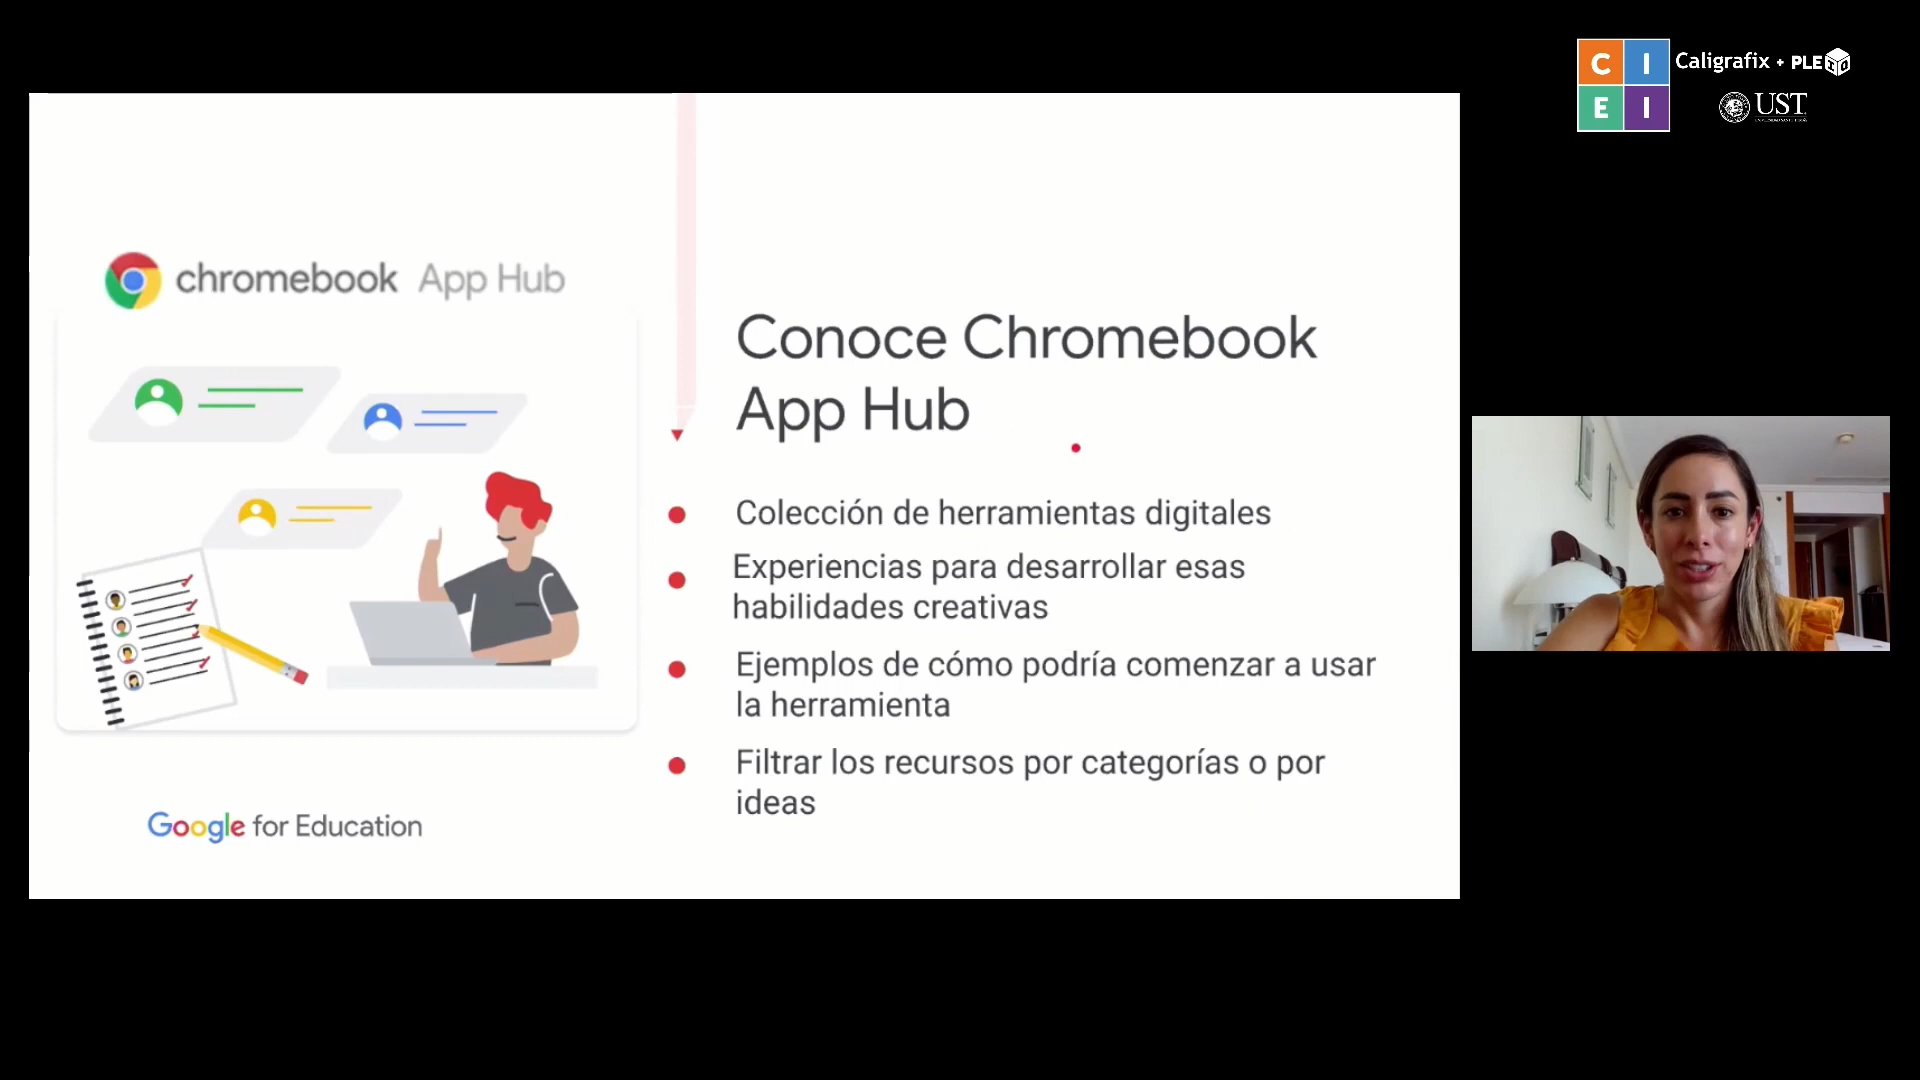 C I
E I
Caligrafix + PLEIQ
UST
chromebook App Hub
Conoce Chromebook
App Hub
Colección de herramientas digitales
Experiencias para desarrollar esas
habilidades creativas
Ejemplos de cómo podría comenzar a usar
la herramienta
Filtrar los recursos por categorías o por
ideas
Google for Education